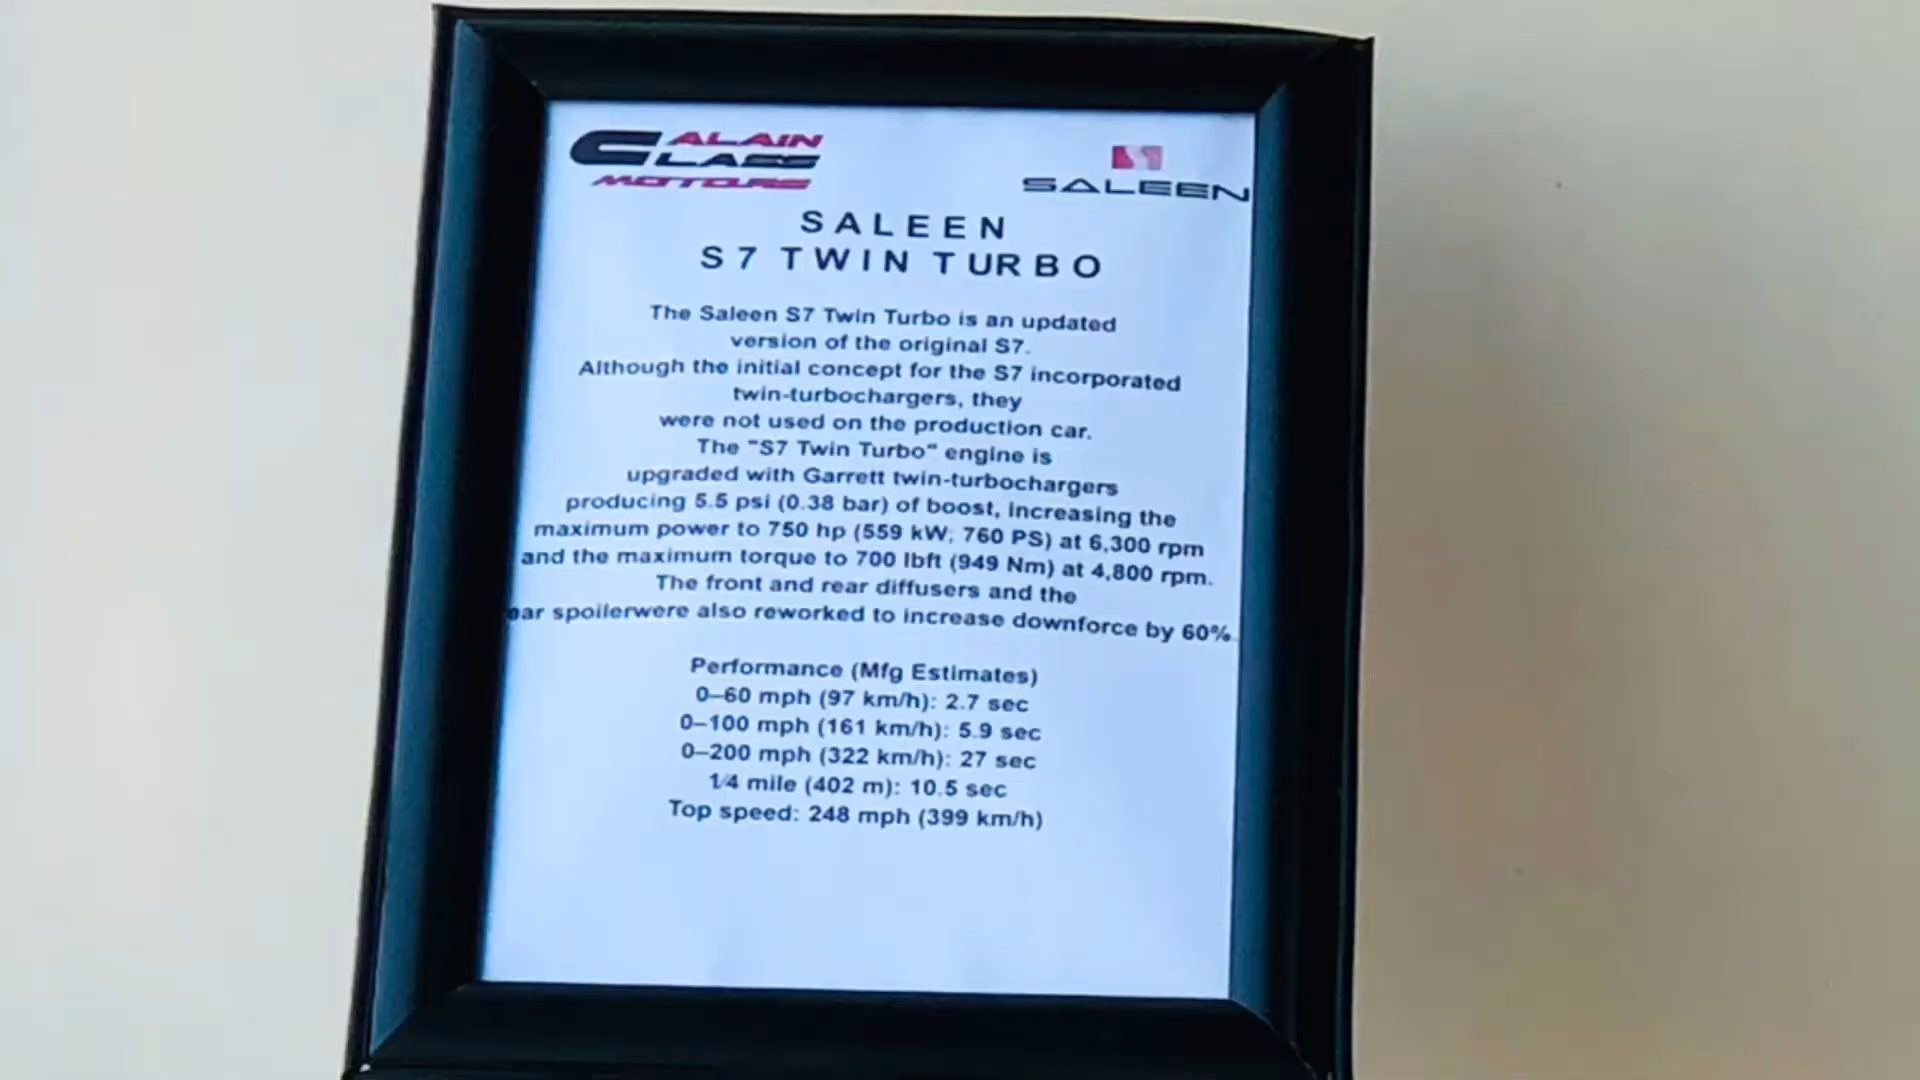 ALAIN
CLASS
MOTORS
SALEEN
SALEEN
S7 TWIN TURBO
The Saleen S7 Twin Turbo is an updated
version of the original S7.
Although the initial concept for the S7 incorporated
twin-turbochargers, they
were not used on the production car.
The "S7 Twin Turbo" engine is
upgraded with Garrett twin-turbochargers
producing 5.5 psi (0.38 bar) of boost, increasing the
maximum power to 750 hp (559 kW; 760 PS) at 6,300 rpm
and the maximum torque to 700 lbft (949 Nm) at 4,800 rpm.
The front and rear diffusers and the
ear spoilerwere also reworked to increase downforce by 60%.
Performance (Mfg Estimates)
0–60 mph (97 km/h): 2.7 sec
0–100 mph (161 km/h): 5.9 sec
0–200 mph (322 km/h): 27 sec
1⁄4 mile (402 m): 10.5 sec
Top speed: 248 mph (399 km/h)